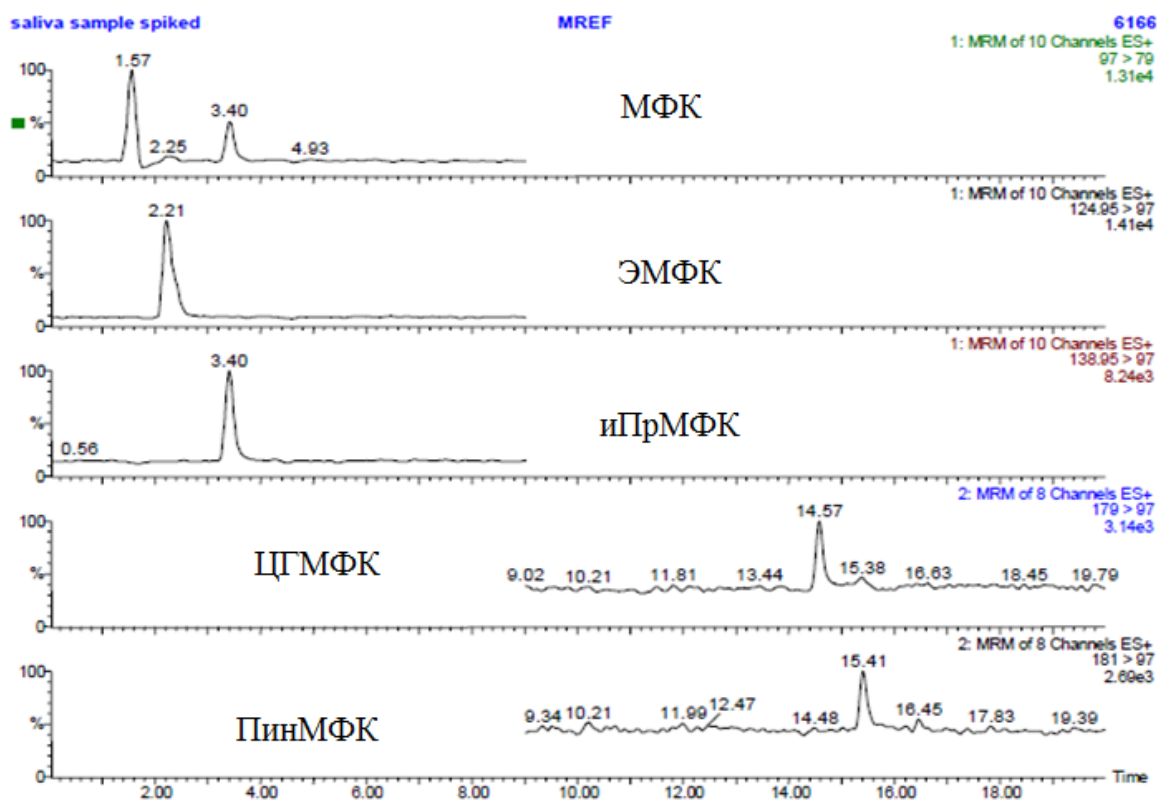 saliva sample spiked MREF 6166
1: MRM of 10 Channels ES+
97 > 79
1.31e4
100 1.57
% 3.40
2.25 4.93
0
МФК
1: MRM of 10 Channels ES+
124.95 > 97
1.41e4
100 2.21
%
0
ЭМФК
1: MRM of 10 Channels ES+
138.95 > 97
8.24e3
100 3.40
%
0.56
0
иПрМФК
2: MRM of 8 Channels ES+
179 > 97
3.14e3
100 14.57
% 9.02 10.21 11.81 13.44 15.38 16.63 18.45 19.79
0
ЦГМФК
2: MRM of 8 Channels ES+
181 > 97
2.69e3
100 15.41
% 9.34 10.21 11.99 12.47 14.48 16.45 17.83 19.39
0
ПинМФК
Time
2.00 4.00 6.00 8.00 10.00 12.00 14.00 16.00 18.00